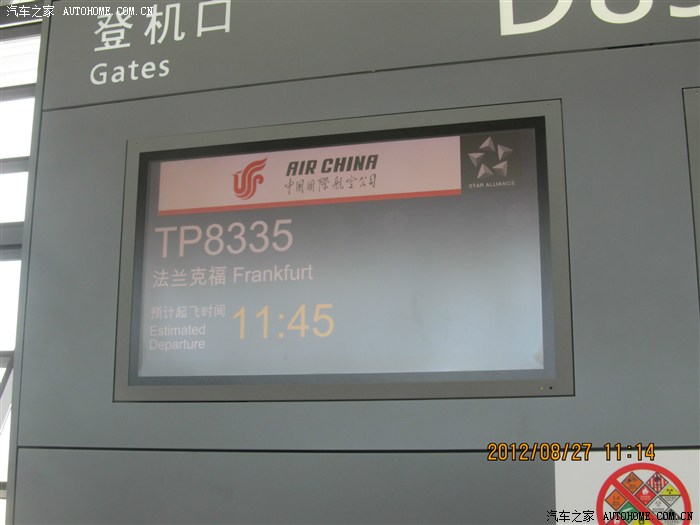 汽车之家 AUTOHOME.COM.CN
登机口
Gates
AIR CHINA
中国国际航空公司
STAR ALLIANCE
TP8335
法兰克福 Frankfurt
预计起飞时间
Estimated
Departure
11:45
2012/08/27 11:14
汽车之家 AUTOHOME.COM.CN